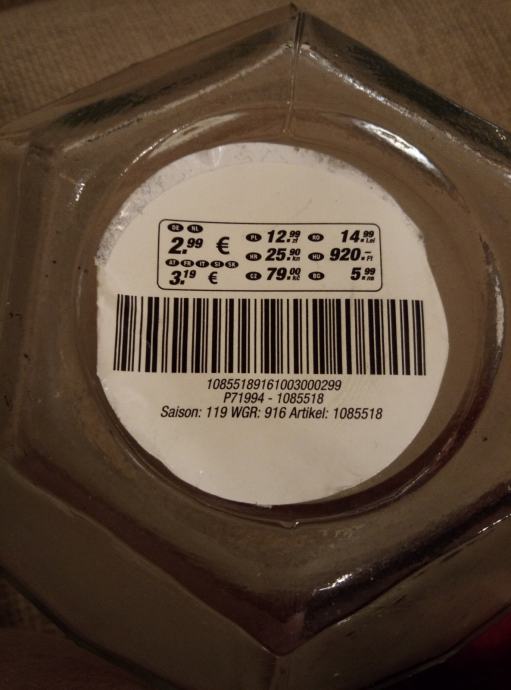 DE NL PL 12.99 zł RO 14.99 Lei
2.99 € HR 25.90 kn HU 920.- Ft
AT FR IT SI SK
3.19 € CZ 79.00 kč BG 5.99 лв
10855189161003000299
P71994 - 1085518
Saison: 119 WGR: 916 Artikel: 1085518